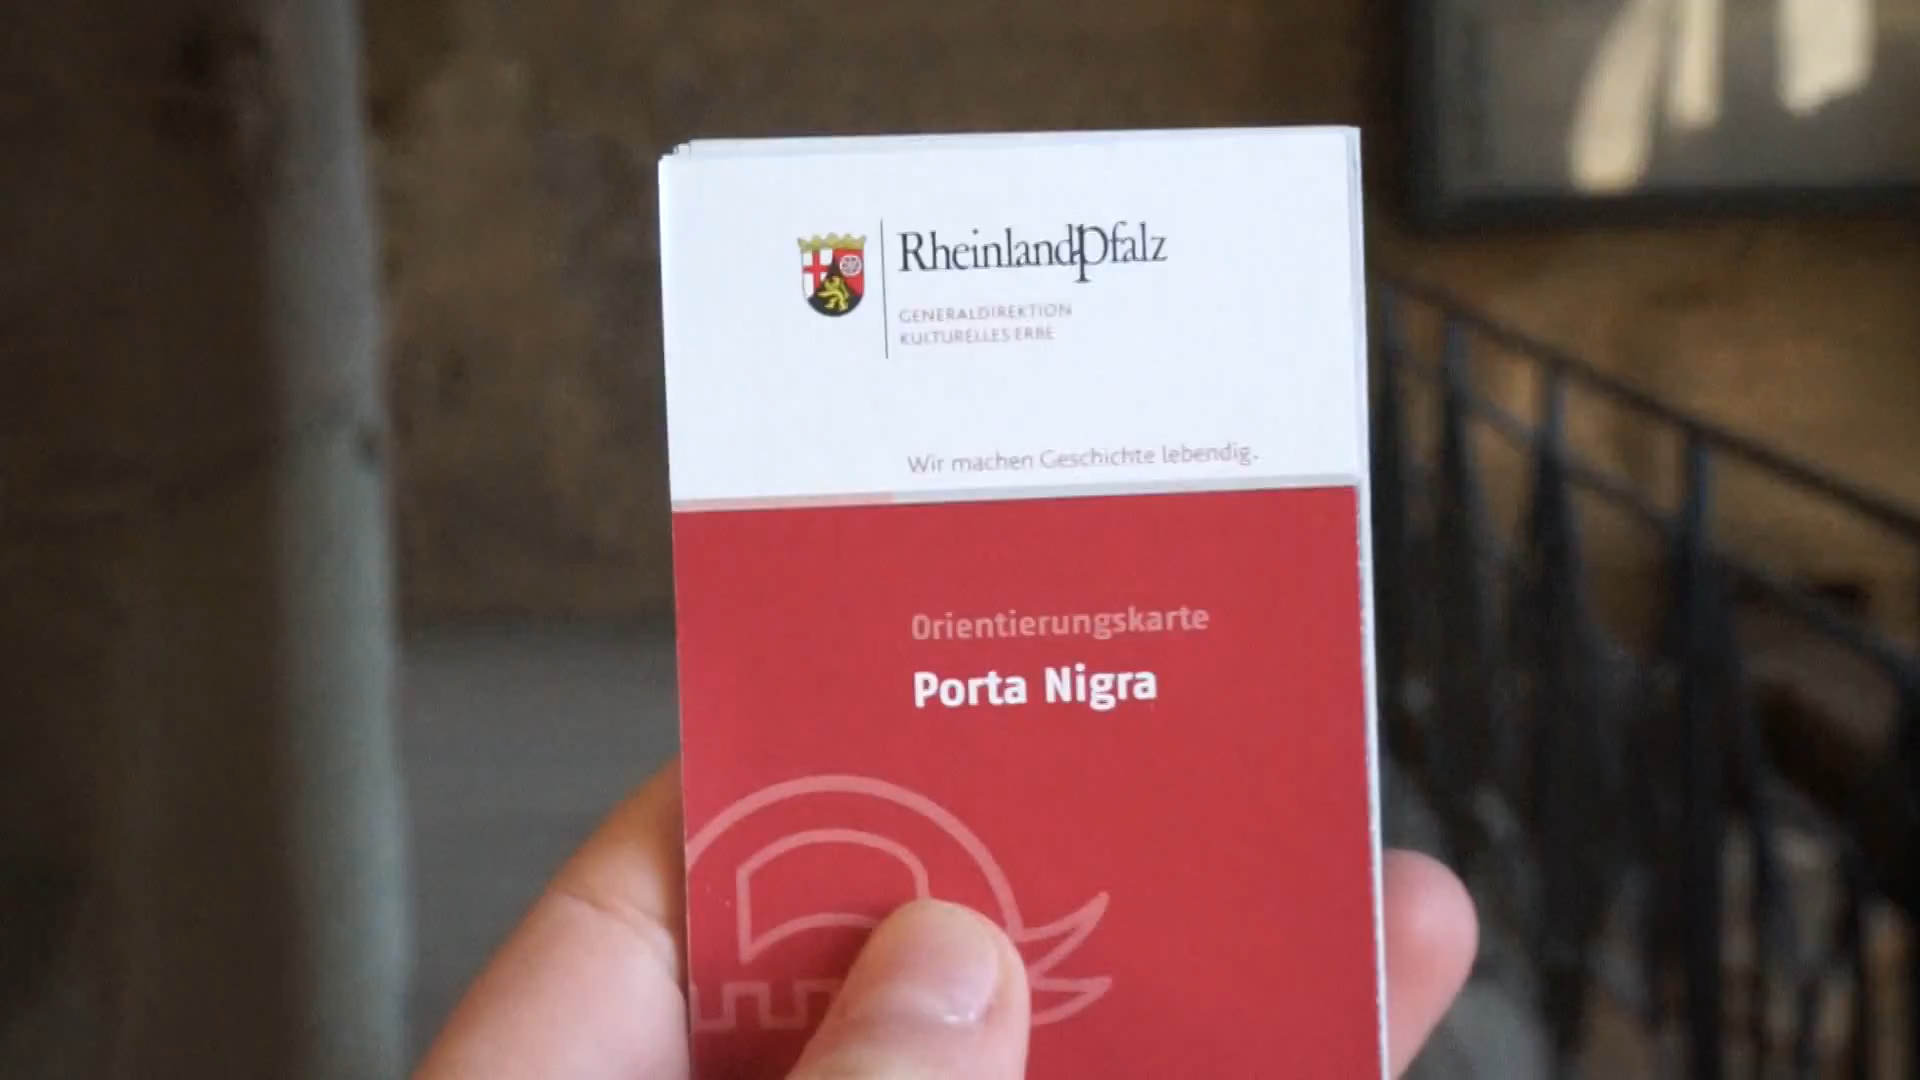 RheinlandPfalz
GENERALDIREKTION
KULTURELLES ERBE
Wir machen Geschichte lebendig.
Orientierungskarte
Porta Nigra